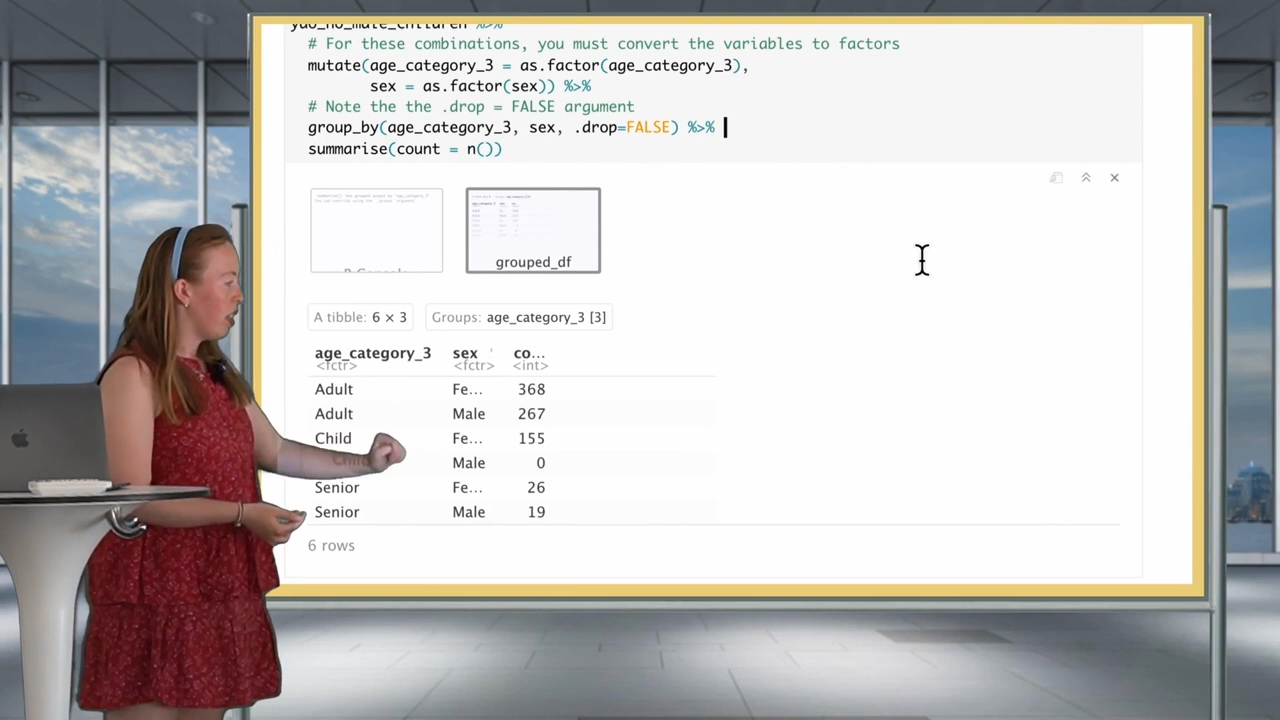 yao_no_male_children %>%
# For these combinations, you must convert the variables to factors
mutate(age_category_3 = as.factor(age_category_3),
sex = as.factor(sex)) %>%
# Note the the .drop = FALSE argument
group_by(age_category_3, sex, .drop=FALSE) %>%
summarise(count = n())
R Console
grouped_df
A tibble: 6 × 3 Groups: age_category_3 [3]
age_category_3 sex co...
<fctr> <fctr> <int>
Adult Fe... 368
Adult Male 267
Child Fe... 155
Child Male 0
Senior Fe... 26
Senior Male 19
6 rows